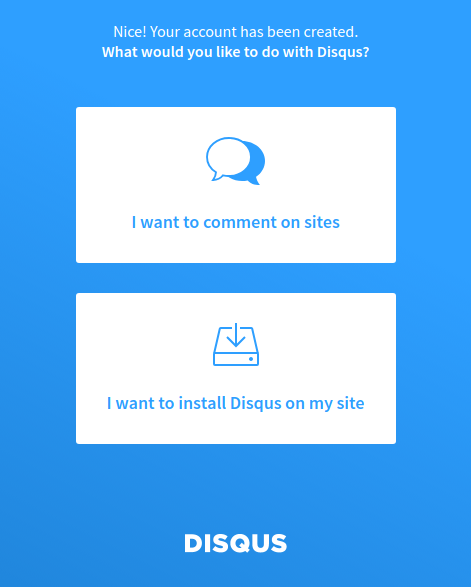 Nice! Your account has been created.
What would you like to do with Disqus?
I want to comment on sites
I want to install Disqus on my site
DISQUS